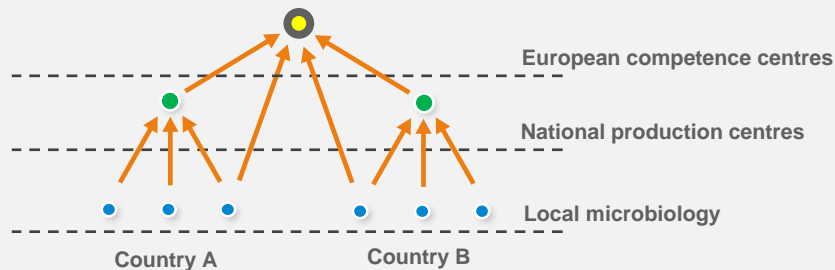 European competence centres
National production centres
Local microbiology
Country A
Country B